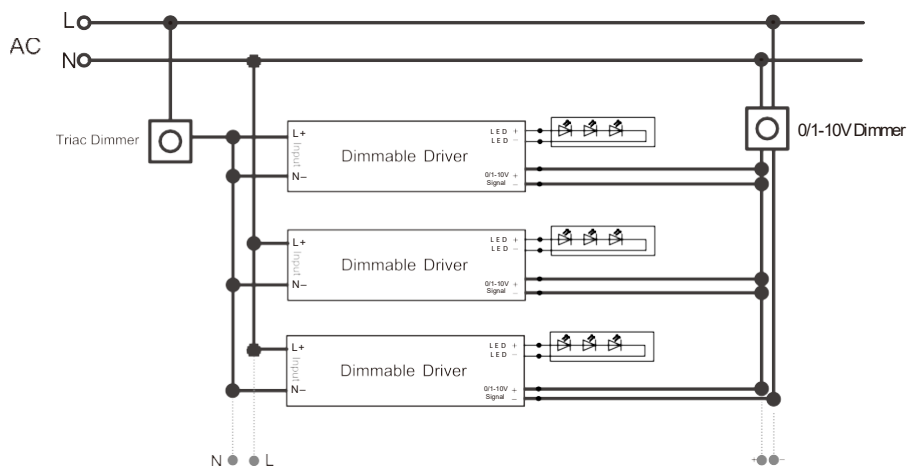 L
AC
N
Triac Dimmer
0/1-10V Dimmer
L+
Input
N−
Dimmable Driver
LED +
LED −
0/1-10V +
Signal −
L+
Input
N−
Dimmable Driver
LED +
LED −
0/1-10V +
Signal −
L+
Input
N−
Dimmable Driver
LED +
LED −
0/1-10V +
Signal −
N L
+ −